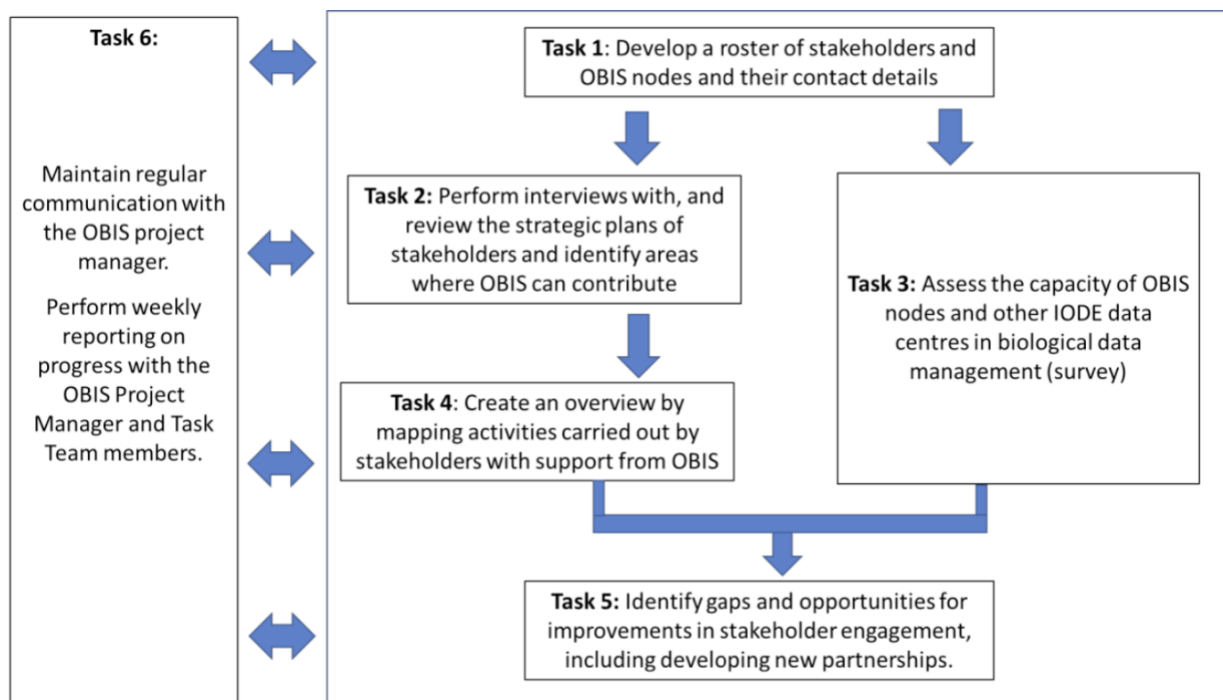 Task 6:
Maintain regular
communication with
the OBIS project
manager.
Perform weekly
reporting on
progress with the
OBIS Project
Manager and Task
Team members.
Task 1: Develop a roster of stakeholders and
OBIS nodes and their contact details
Task 2: Perform interviews with, and
review the strategic plans of
stakeholders and identify areas
where OBIS can contribute
Task 3: Assess the capacity of OBIS
nodes and other IODE data
centres in biological data
management (survey)
Task 4: Create an overview by
mapping activities carried out by
stakeholders with support from OBIS
Task 5: Identify gaps and opportunities for
improvements in stakeholder engagement,
including developing new partnerships.